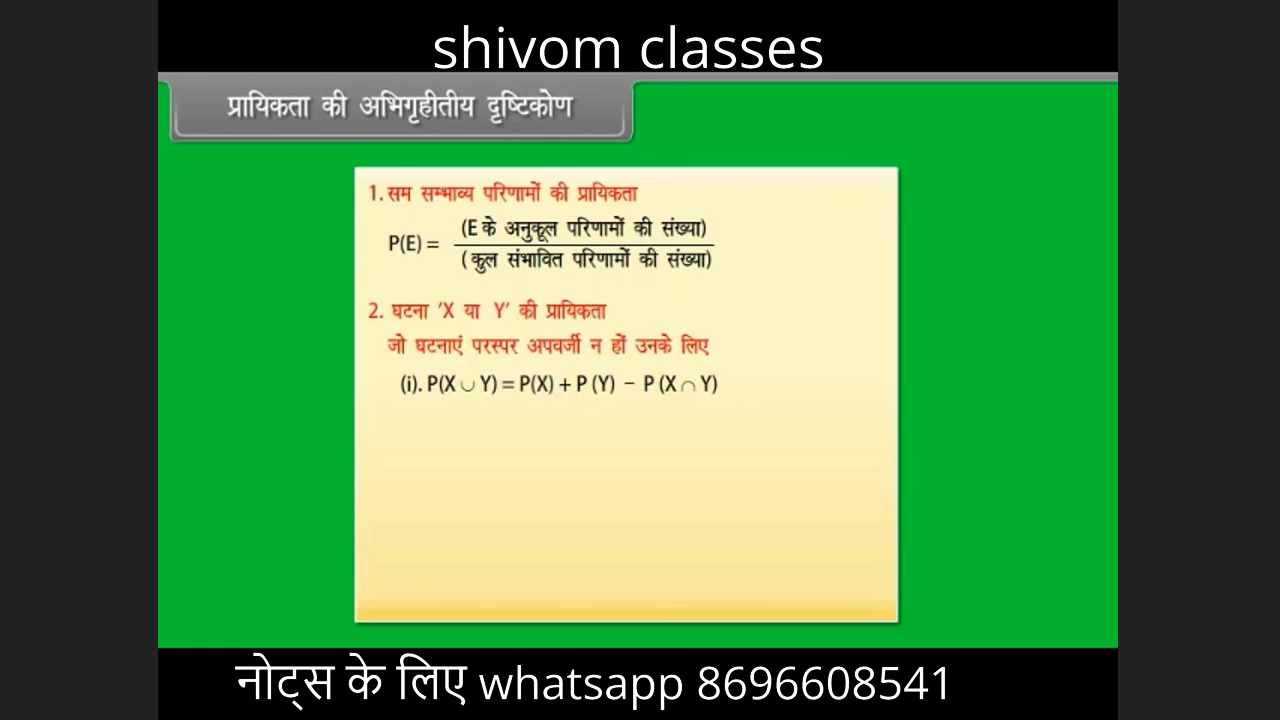 shivom classes
प्रायिकता की अभिगृहीतीय दृष्टिकोण
1. सम सम्भाव्य परिणामों की प्रायिकता
P(E) = (E के अनुकूल परिणामों की संख्या)
(कुल संभावित परिणामों की संख्या)
2. घटना 'X या Y' की प्रायिकता
जो घटनाएं परस्पर अपवर्जी न हों उनके लिए
(i). P(X ∪ Y) = P(X) + P (Y) − P (X ∩ Y)
नोट्स के लिए whatsapp 8696608541